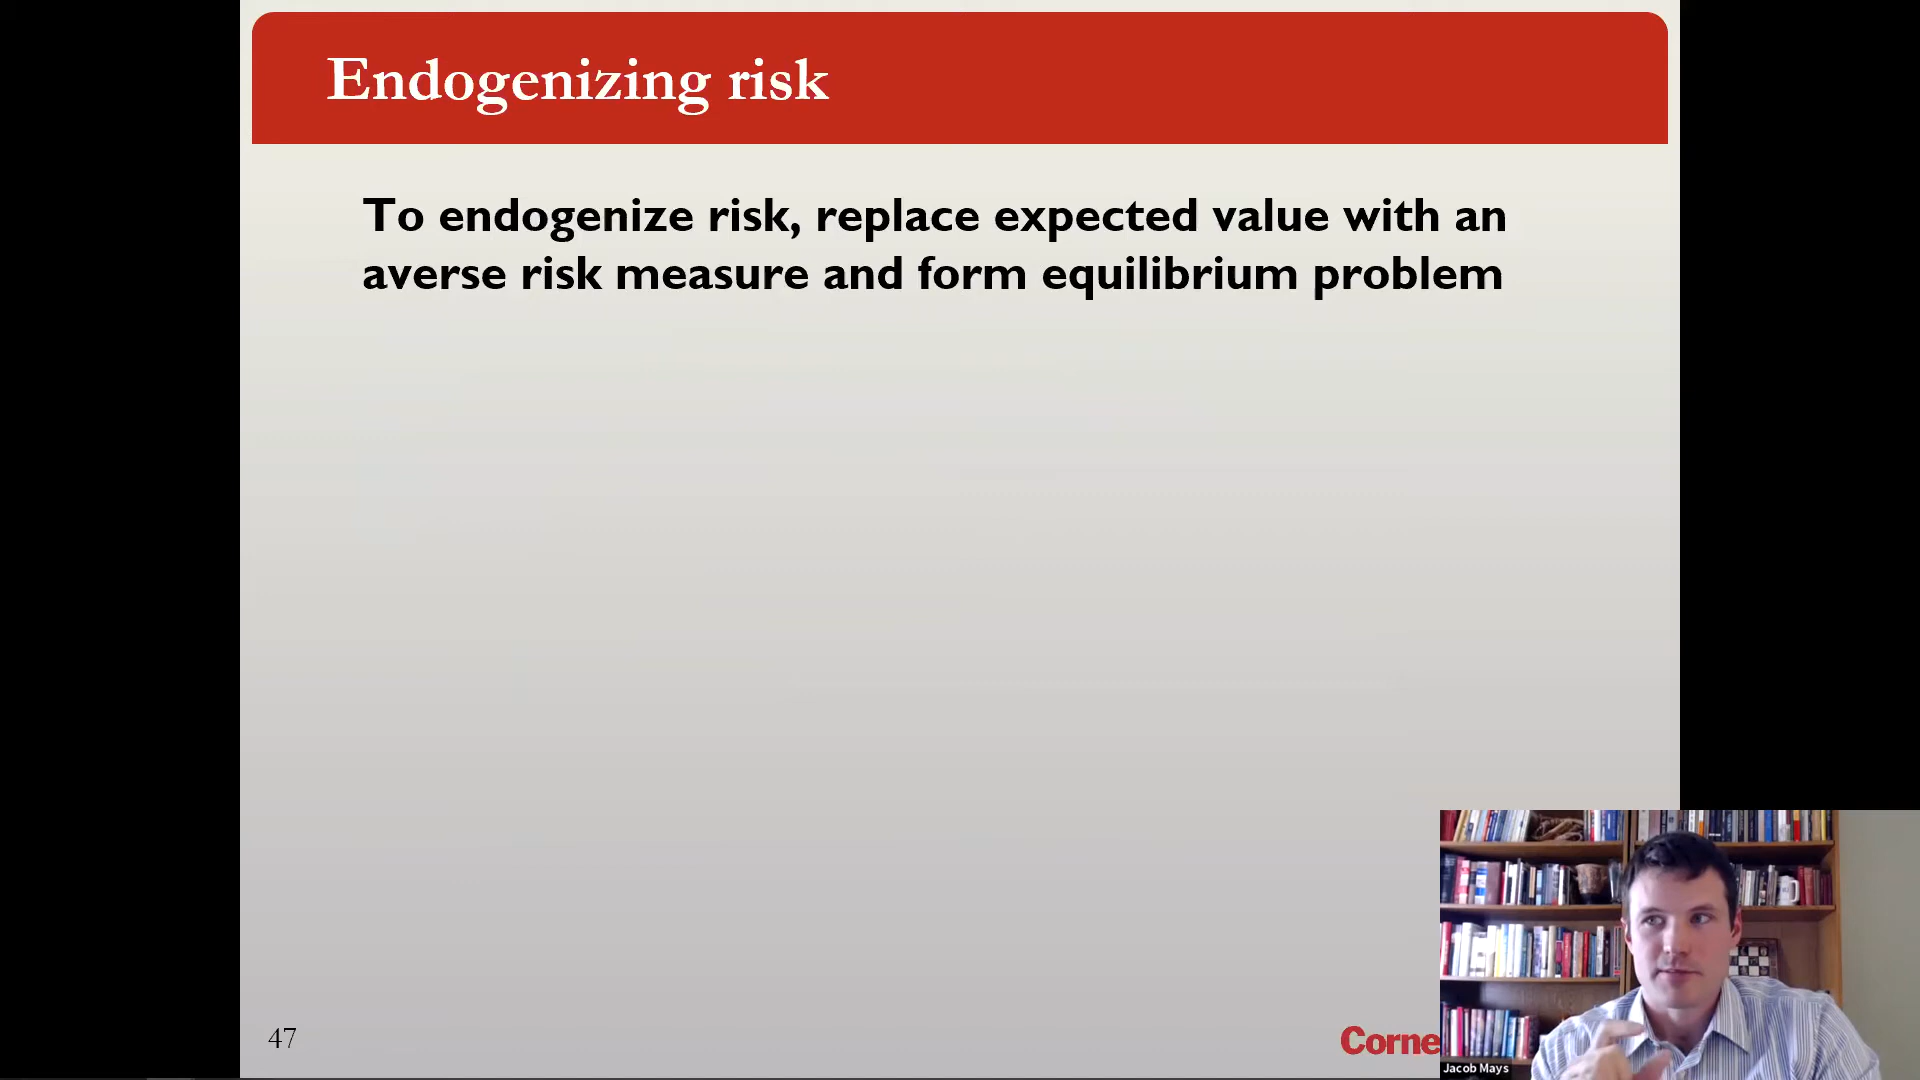 Endogenizing risk
To endogenize risk, replace expected value with an
averse risk measure and form equilibrium problem
47
Corne
Jacob Mays